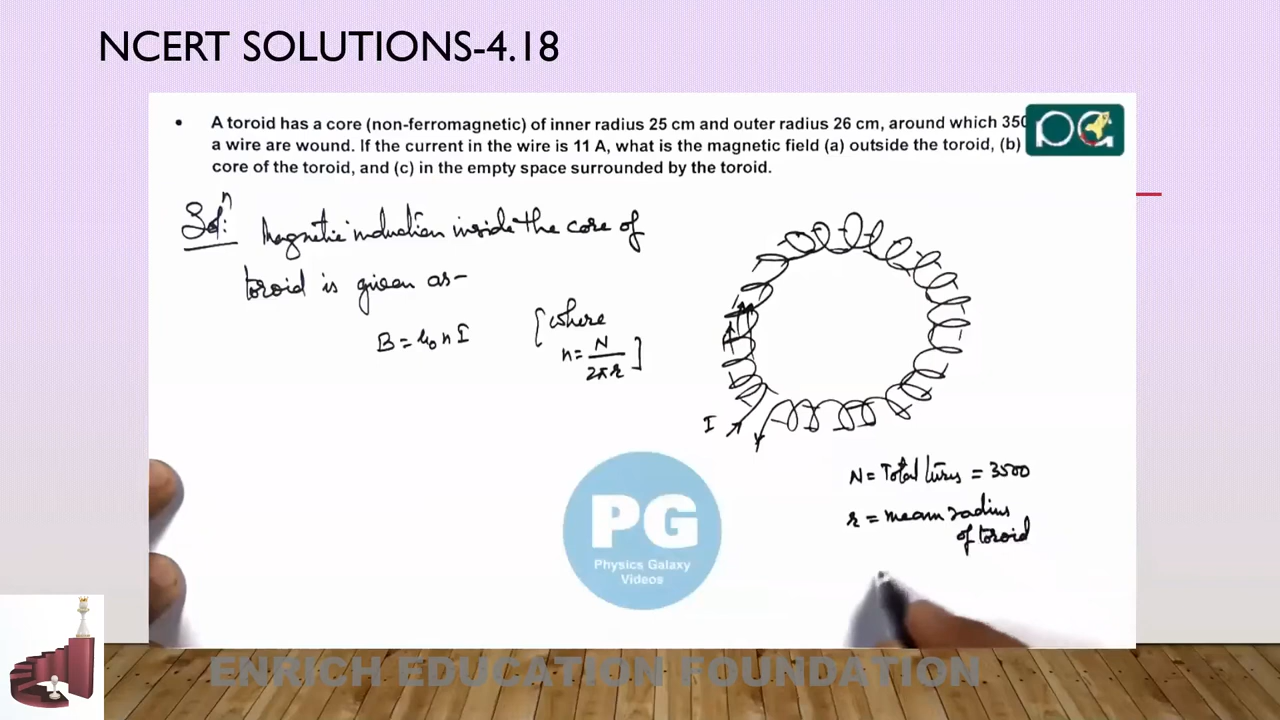 NCERT SOLUTIONS-4.18
• A toroid has a core (non-ferromagnetic) of inner radius 25 cm and outer radius 26 cm, around which 350
a wire are wound. If the current in the wire is 11 A, what is the magnetic field (a) outside the toroid, (b)
core of the toroid, and (c) in the empty space surrounded by the toroid.
Solⁿ: Magnetic induction inside the core of
toroid is given as-
B = μ₀ n I [where
n = N/2πr]
I
N = Total turns = 3500
r = mean radius
of toroid
PG
Physics Galaxy
Videos
ENRICH EDUCATION FOUNDATION